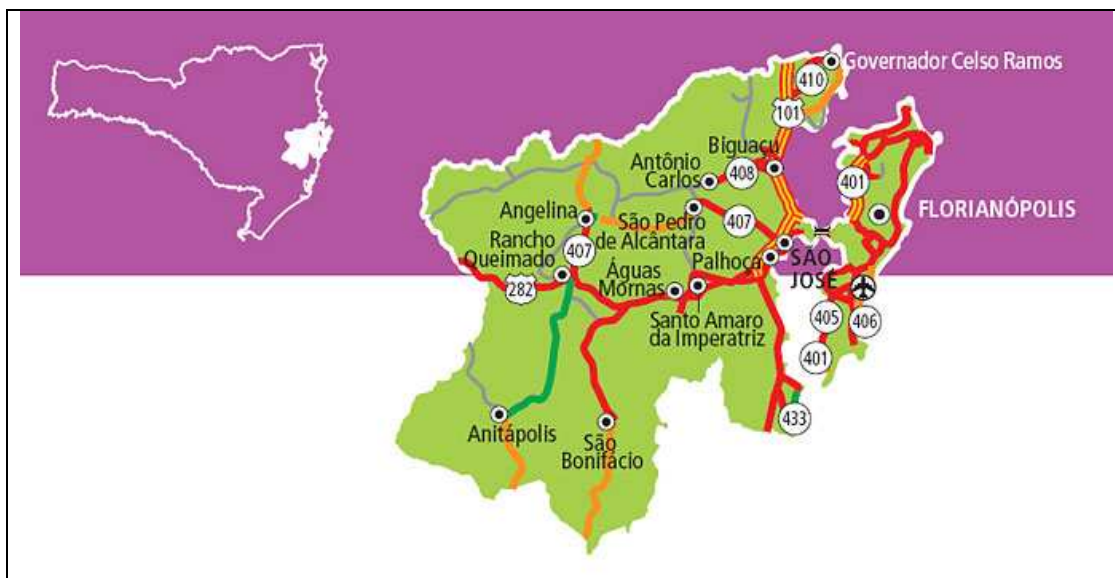 Governador Celso Ramos
410
101
Biguaçu
Antônio
Carlos
408
401
FLORIANÓPOLIS
Angelina
São Pedro
de Alcântara
407
Rancho
Queimado
407
Palhoça
SÃO
JOSÉ
Águas
Mornas
282
Santo Amaro
da Imperatriz
405
406
401
433
Anitápolis
São
Bonifácio